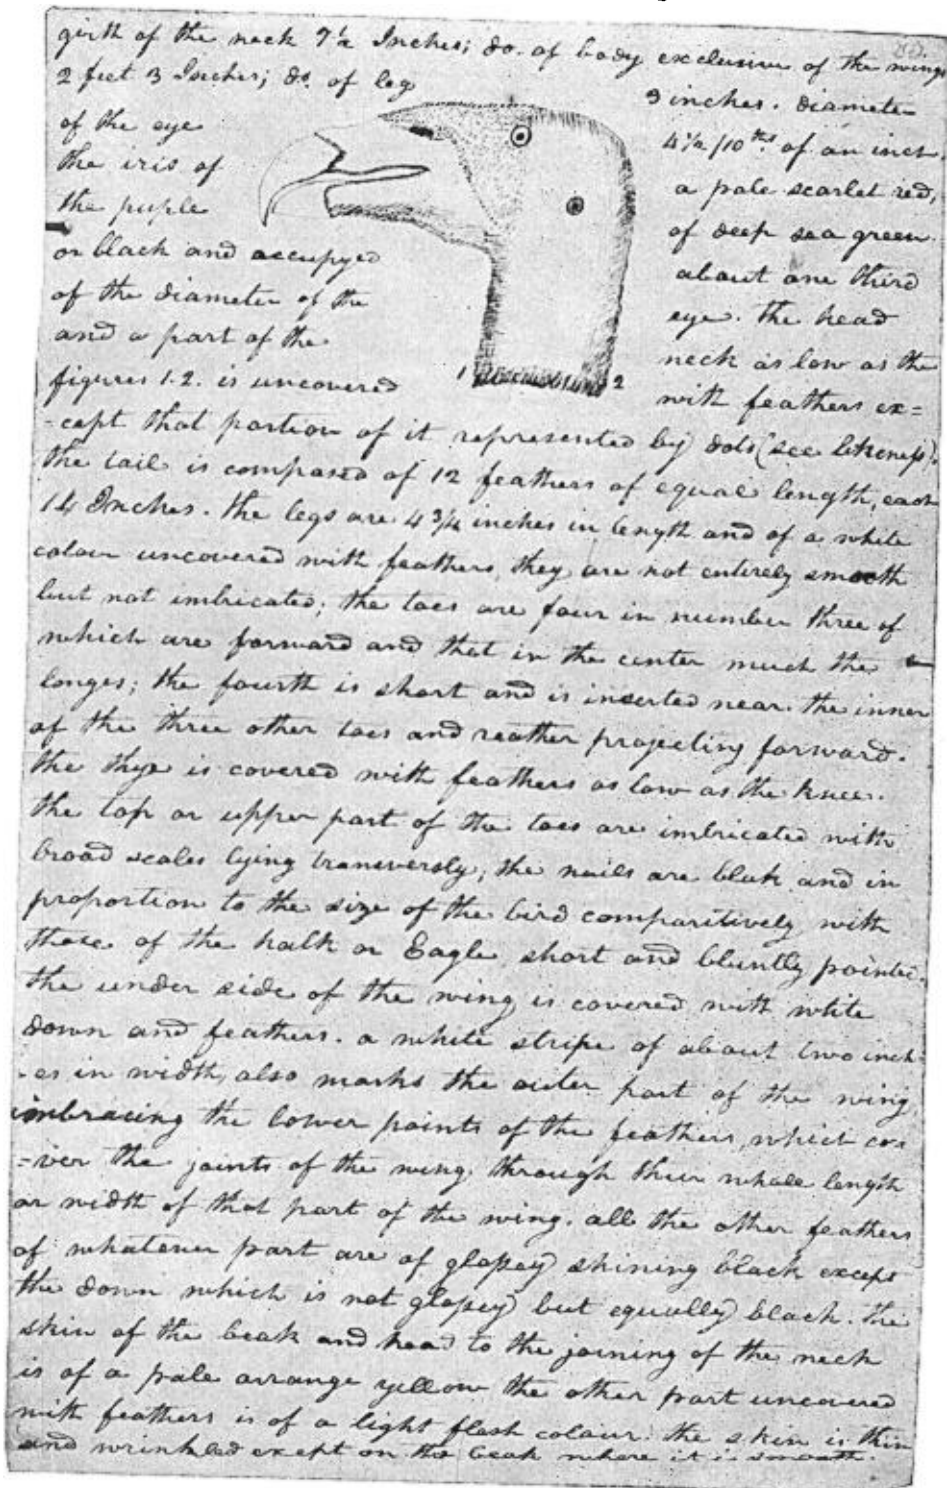 girth of the neck 7½ Inches; do. of body exclusive of the wings
2 feet 3 Inches; do. of leg 3 inches. diameter
of the eye 4½/10ths of an inch,
the iris of a pale scarlet red,
the puple of deep sea green
or black and occupyed about one third
of the diameter of the eye. the head
and a part of the neck as low as the
figures 1. 2. is uncovered with feathers ex=
1 2
=cept that portion of it represented by dots (see likeness).
the tail is composed of 12 feathers of equal length, each
14 Inches. the legs are 4¾ inches in length and of a white
colour uncovered with feathers, they are not entirely smooth
but not imbricated; the toes are four in number three of
which are forward and that in the center much the
longes; the fourth is short and is inserted near the inner
of the three other toes and reather projecting forward.
the thye is covered with feathers as low as the knee.
the top or upper part of the toes are imbricated with
broad scales lying transversly; the nails are blak and in
proportion to the size of the bird comparitively with
those of the halk or Eagle, short and bluntly pointed.
the under side of the wing is covered with white
down and feathers. a white stripe of about two inch-
-es in width, also marks the outer part of the wing,
imbracing the lower points of the feathers, which co=
=ver the joints of the wing through their whole length
or width of that part of the wing. all the other feathers
of whatever part are of glossey shining black except
the down which is not glossey but equally black. the
skin of the beak and head to the joining of the neck
is of a pale orrange yellow the other part uncovered
with feathers is of a light flesh colour. the skin is thin
and wrinkled except on the beak where it is smooth.